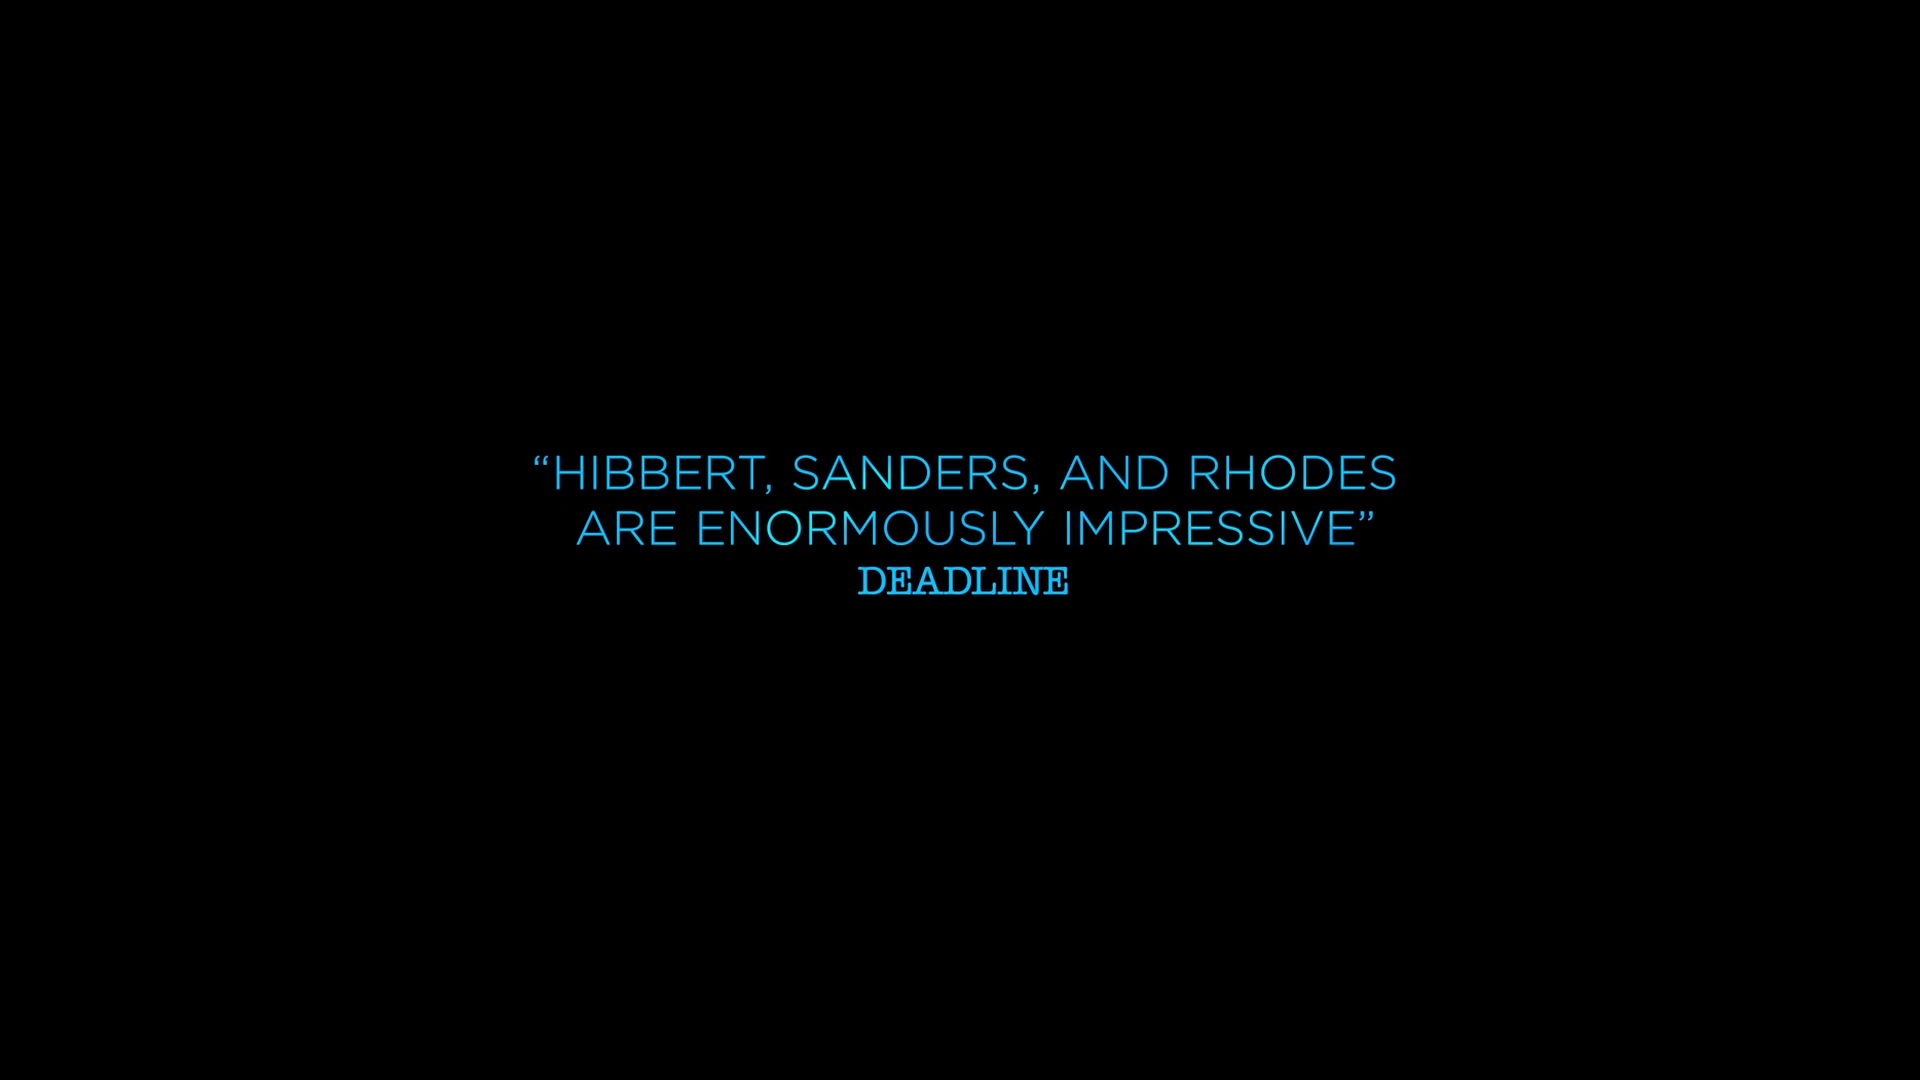 “HIBBERT, SANDERS, AND RHODES
ARE ENORMOUSLY IMPRESSIVE”
DEADLINE